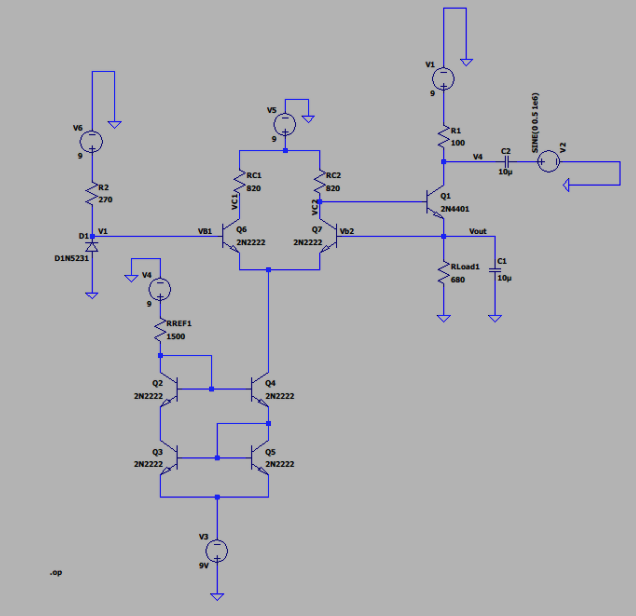 V1
9
V6
9
V5
9
R1
100
V4
C2
10µ
SINE(0 0.5 1e6)
V2
R2
270
RC1
820
RC2
820
VC1
VC2
Q1
2N4401
D1
V1
D1N5231
VB1
Q6
2N2222
Q7
2N2222
Vb2
Vout
V4
9
RLoad1
680
C1
10µ
RREF1
1500
Q2
2N2222
Q4
2N2222
Q3
2N2222
Q5
2N2222
V3
9V
.op